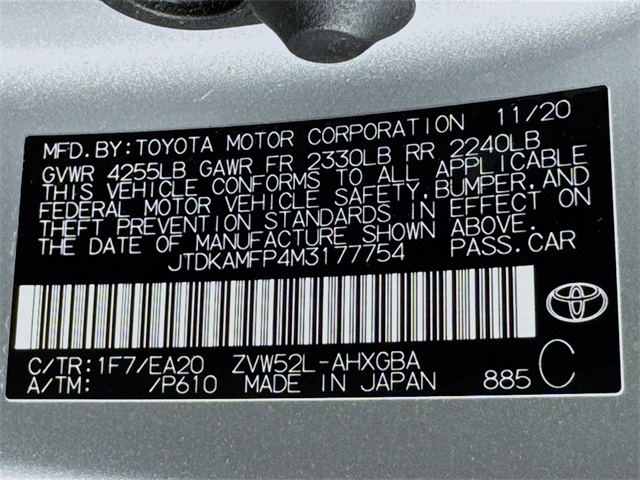 MFD.BY:TOYOTA MOTOR CORPORATION 11/20
GVWR 4255LB GAWR FR 2330LB RR 2240LB
THIS VEHICLE CONFORMS TO ALL APPLICABLE
FEDERAL MOTOR VEHICLE SAFETY,BUMPER,AND
THEFT PREVENTION STANDARDS IN EFFECT ON
THE DATE OF MANUFACTURE SHOWN ABOVE.
JTDKAMFP4M3177754 PASS.CAR
C/TR:1F7/EA20 ZVW52L-AHXGBA
A/TM: /P610 MADE IN JAPAN 885 C